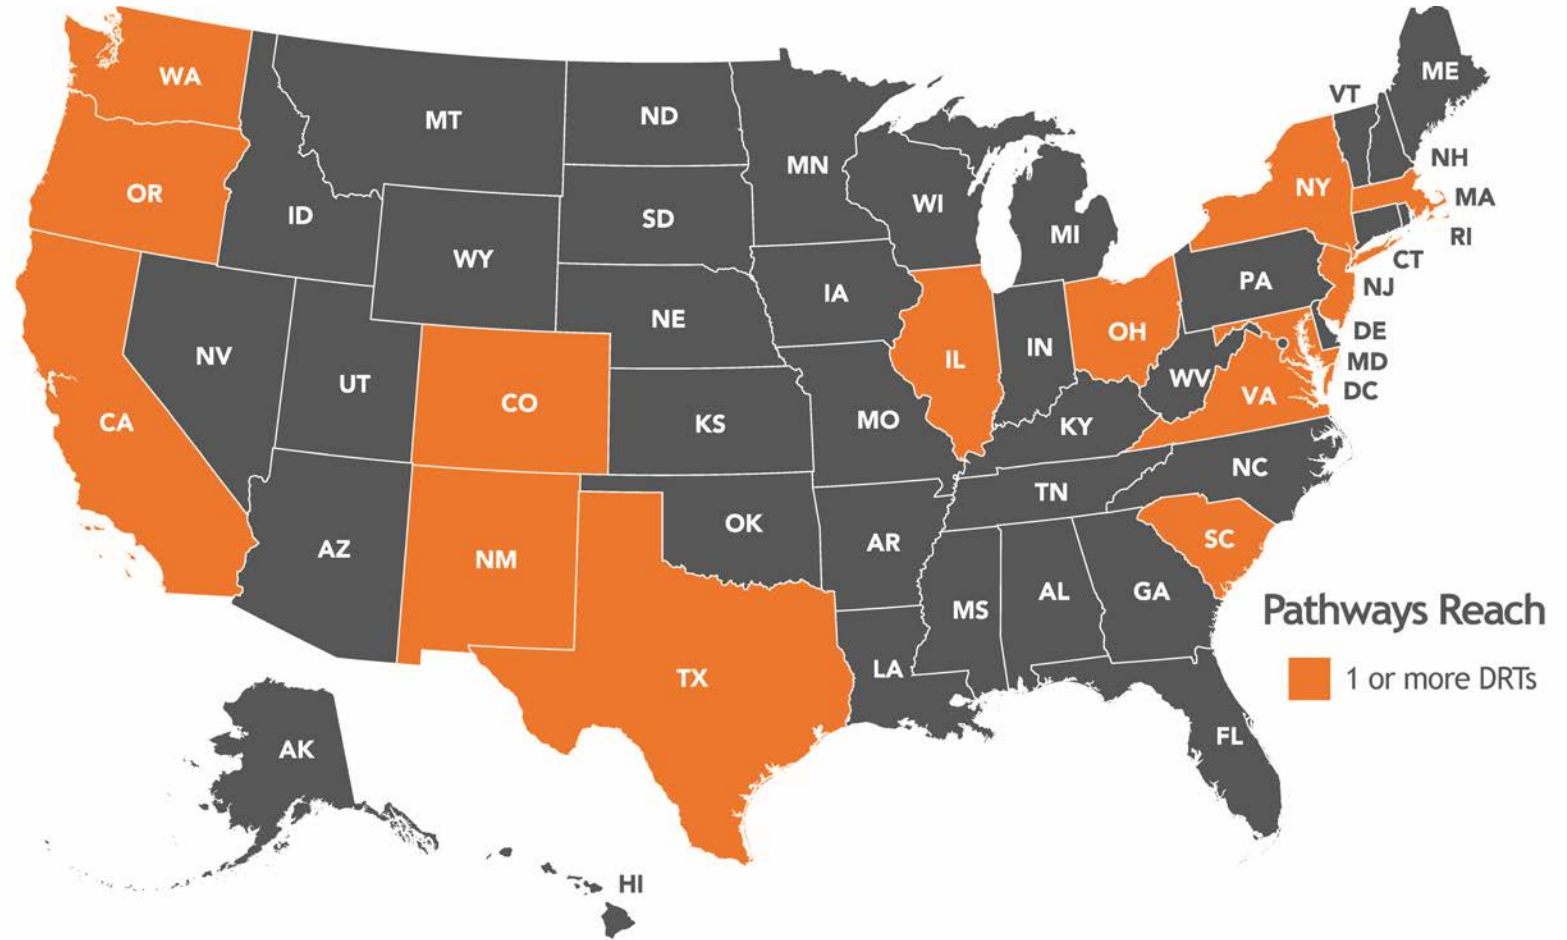 WA
MT
ND
MN
VT
ME
OR
ID
WY
SD
WI
MI
NY
NH
MA
RI
CT
NV
UT
CO
NE
IA
IL
IN
OH
PA
NJ
DE
MD
DC
CA
KS
MO
KY
WV
VA
AZ
NM
OK
AR
TN
NC
TX
LA
MS
AL
GA
SC
FL
AK
HI
Pathways Reach
1 or more DRTs